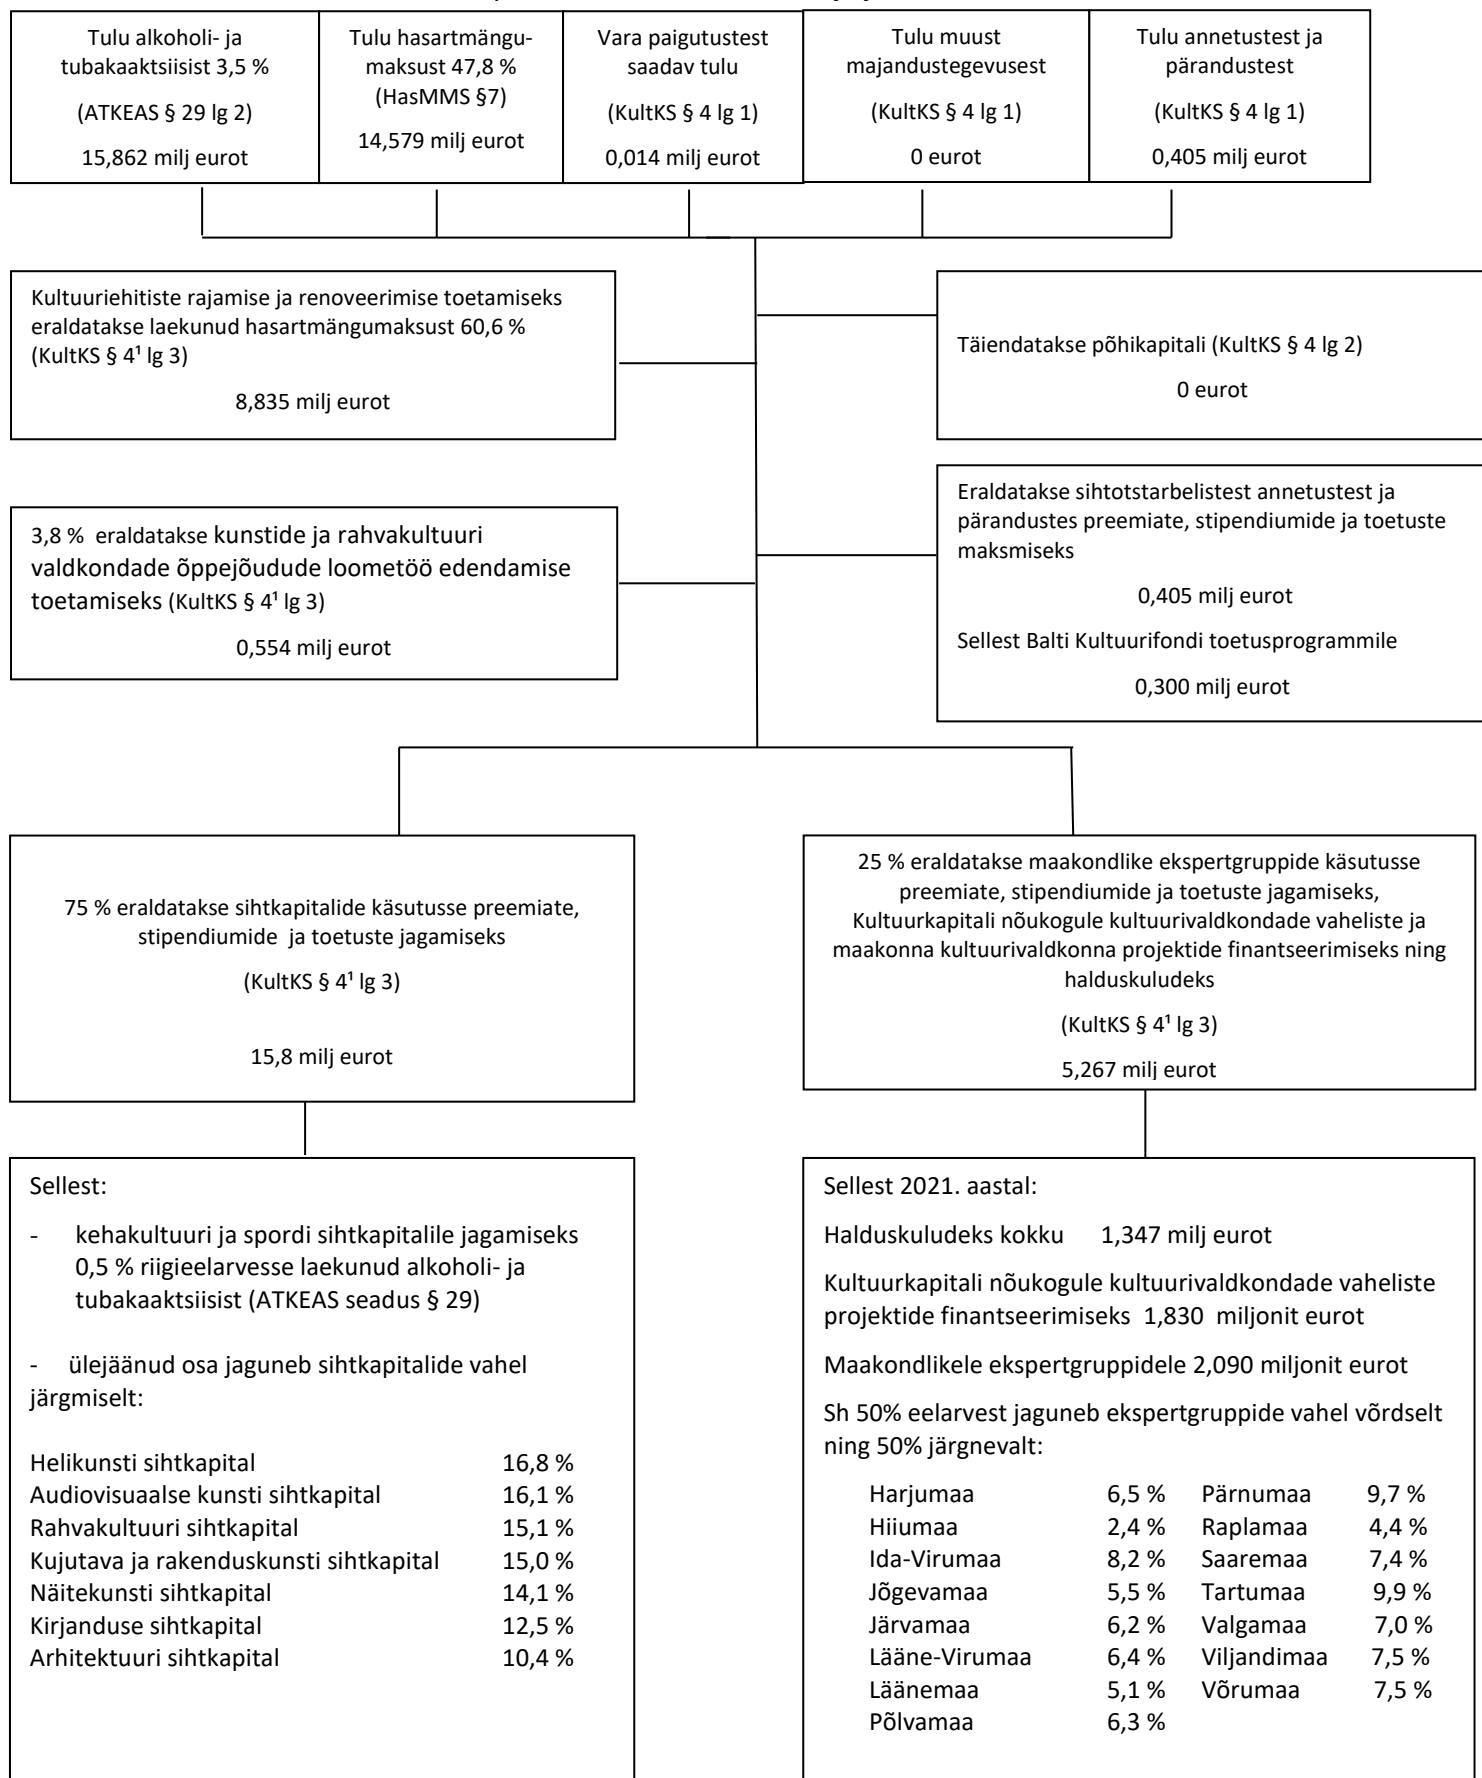 Tulu alkoholi- ja
tubakaaktsiisist 3,5 %
(ATKEAS § 29 lg 2)
15,862 milj eurot
Tulu hasartmängu-
maksust 47,8 %
(HasMMS §7)
14,579 milj eurot
Vara paigutustest
saadav tulu
(KultKS § 4 lg 1)
0,014 milj eurot
Tulu muust
majandustegevusest
(KultKS § 4 lg 1)
0 eurot
Tulu annetustest ja
pärandustest
(KultKS § 4 lg 1)
0,405 milj eurot
Kultuuriehitiste rajamise ja renoveerimise toetamiseks
eraldatakse laekunud hasartmängumaksust 60,6 %
(KultKS § 4¹ lg 3)
8,835 milj eurot
Täiendatakse põhikapitali (KultKS § 4 lg 2)
0 eurot
3,8 % eraldatakse kunstide ja rahvakultuuri
valdkondade õppejõudude loometöö edendamise
toetamiseks (KultKS § 4¹ lg 3)
0,554 milj eurot
Eraldatakse sihtotstarbelistest annetustest ja
pärandustes preemiate, stipendiumide ja toetuste
maksmiseks
0,405 milj eurot
Sellest Balti Kultuurifondi toetusprogrammile
0,300 milj eurot
75 % eraldatakse sihtkapitalide käsutusse preemiate,
stipendiumide ja toetuste jagamiseks
(KultKS § 4¹ lg 3)
15,8 milj eurot
25 % eraldatakse maakondlike ekspertgruppide käsutusse
preemiate, stipendiumide ja toetuste jagamiseks,
Kultuurkapitali nõukogule kultuurivaldkondade vaheliste ja
maakonna kultuurivaldkonna projektide finantseerimiseks ning
halduskuludeks
(KultKS § 4¹ lg 3)
5,267 milj eurot
Sellest:
- kehakultuuri ja spordi sihtkapitalile jagamiseks
0,5 % riigieelarvesse laekunud alkoholi- ja
tubakaaktsiisist (ATKEAS seadus § 29)
- ülejäänud osa jaguneb sihtkapitalide vahel
järgmiselt:
Helikunsti sihtkapital 16,8 %
Audiovisuaalse kunsti sihtkapital 16,1 %
Rahvakultuuri sihtkapital 15,1 %
Kujutava ja rakenduskunsti sihtkapital 15,0 %
Näitekunsti sihtkapital 14,1 %
Kirjanduse sihtkapital 12,5 %
Arhitektuuri sihtkapital 10,4 %
Sellest 2021. aastal:
Halduskuludeks kokku 1,347 milj eurot
Kultuurkapitali nõukogule kultuurivaldkondade vaheliste
projektide finantseerimiseks 1,830 miljonit eurot
Maakondlikele ekspertgruppidele 2,090 miljonit eurot
Sh 50% eelarvest jaguneb ekspertgruppide vahel võrdselt
ning 50% järgnevalt:
Harjumaa 6,5 % Pärnumaa 9,7 %
Hiiumaa 2,4 % Raplamaa 4,4 %
Ida-Virumaa 8,2 % Saaremaa 7,4 %
Jõgevamaa 5,5 % Tartumaa 9,9 %
Järvamaa 6,2 % Valgamaa 7,0 %
Lääne-Virumaa 6,4 % Viljandimaa 7,5 %
Läänemaa 5,1 % Võrumaa 7,5 %
Põlvamaa 6,3 %